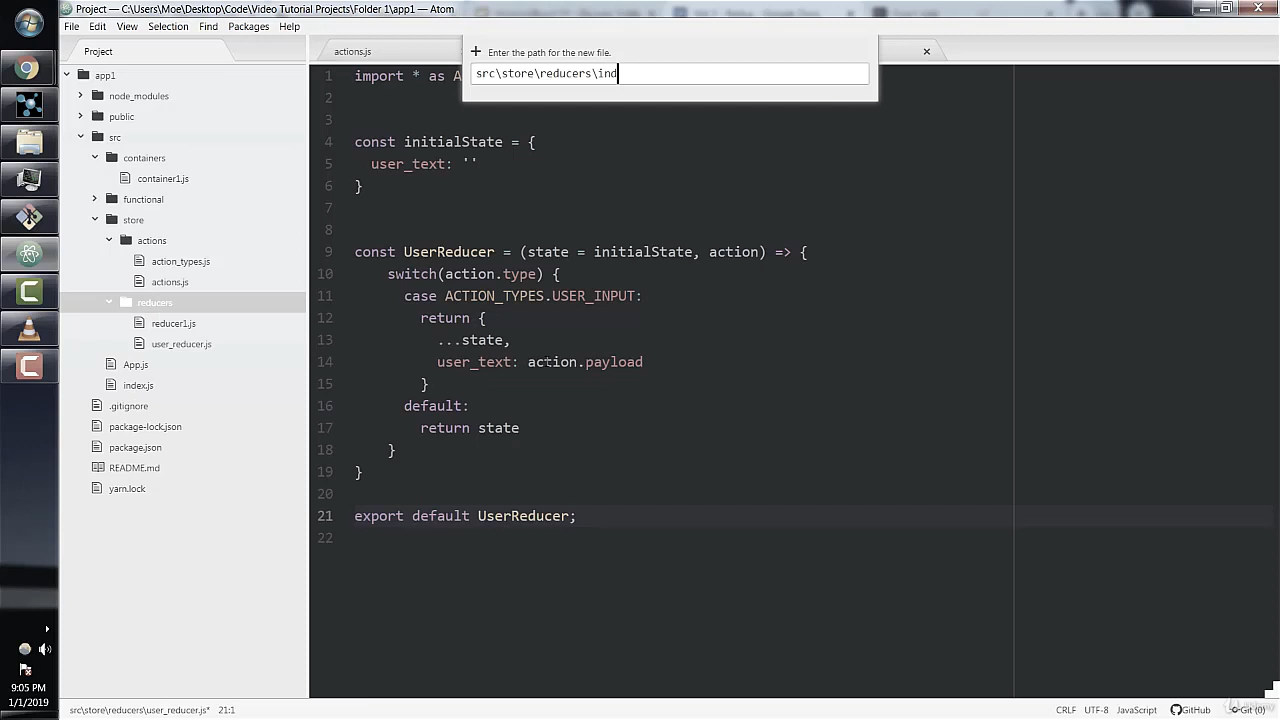 Project — C:\Users\Moe\Desktop\Code\Video Tutorial Projects\Folder 1\app1 — Atom
File Edit View Selection Find Packages Help
Project
actions.js
Enter the path for the new file.
src\store\reducers\ind
app1
node_modules
public
src
containers
container1.js
functional
store
actions
action_types.js
actions.js
reducers
reducer1.js
user_reducer.js
App.js
index.js
.gitignore
package-lock.json
package.json
README.md
yarn.lock
1 import * as A
2
3
4 const initialState = {
5 user_text: ''
6 }
7
8
9 const UserReducer = (state = initialState, action) => {
10 switch(action.type) {
11 case ACTION_TYPES.USER_INPUT:
12 return {
13 ...state,
14 user_text: action.payload
15 }
16 default:
17 return state
18 }
19 }
20
21 export default UserReducer;
22
9:05 PM
1/1/2019
src\store\reducers\user_reducer.js* 21:1
CRLF UTF-8 JavaScript GitHub Git (0)